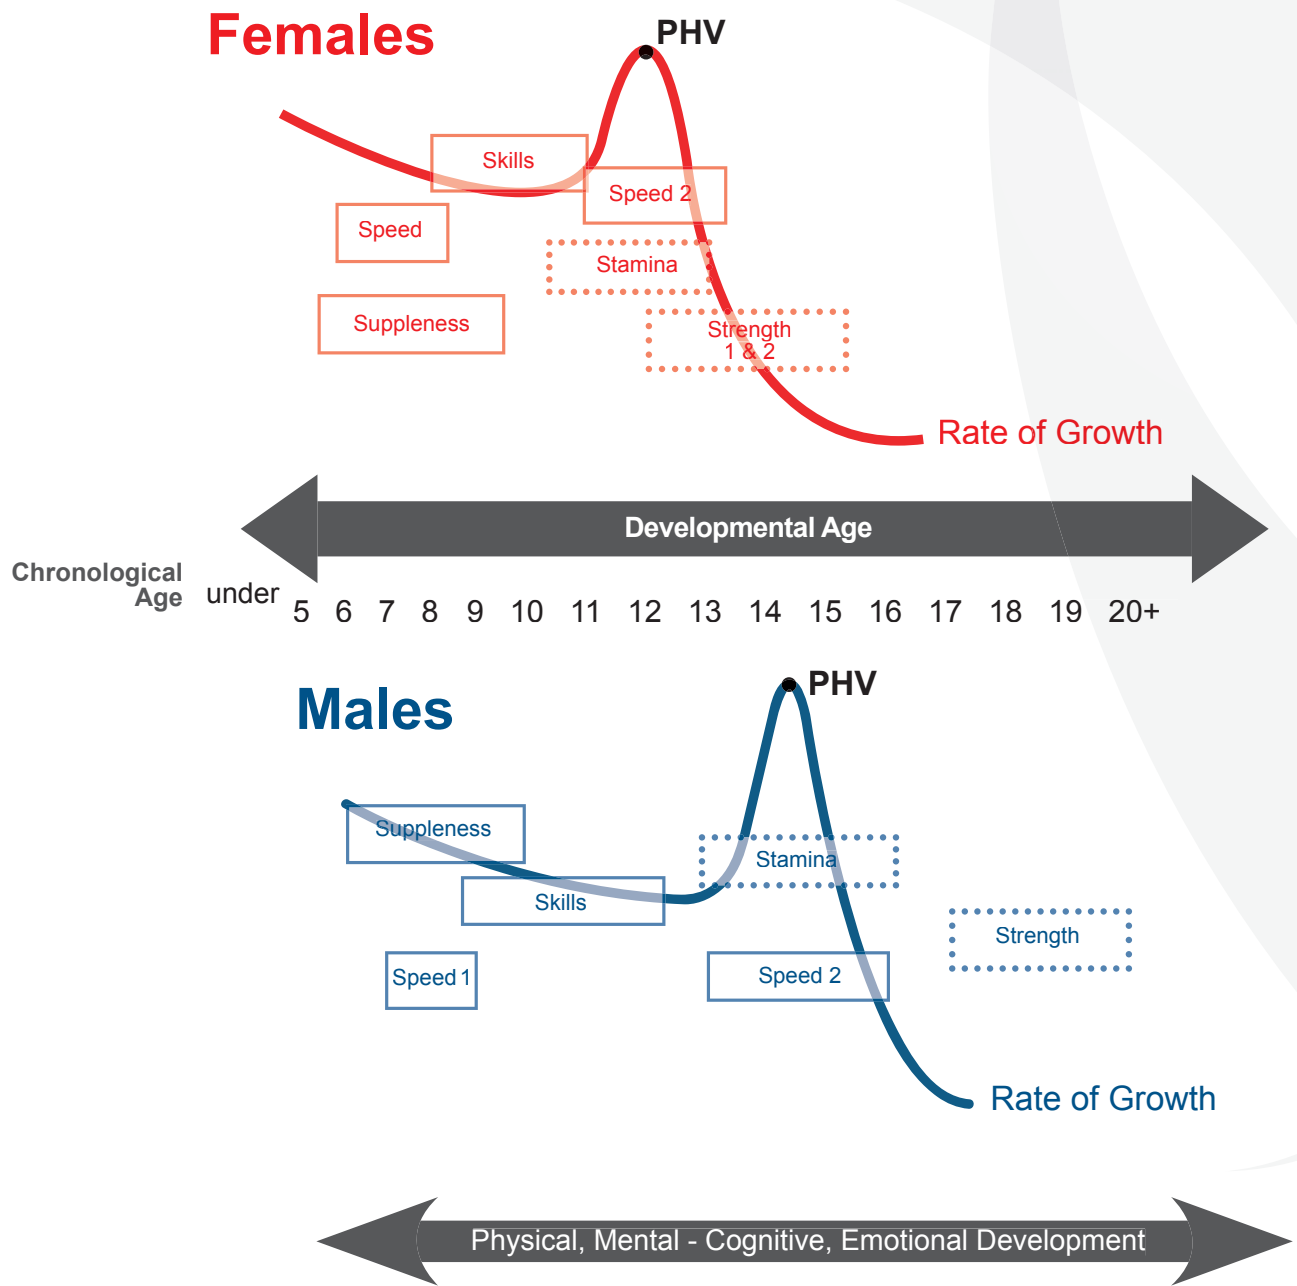 Females
PHV
Skills
Speed 2
Speed
Stamina
Suppleness
Strength
1 & 2
Rate of Growth
Developmental Age
Chronological
Age
under 5 6 7 8 9 10 11 12 13 14 15 16 17 18 19 20+
PHV
Males
Suppleness
Stamina
Skills
Strength
Speed 1
Speed 2
Rate of Growth
Physical, Mental - Cognitive, Emotional Development